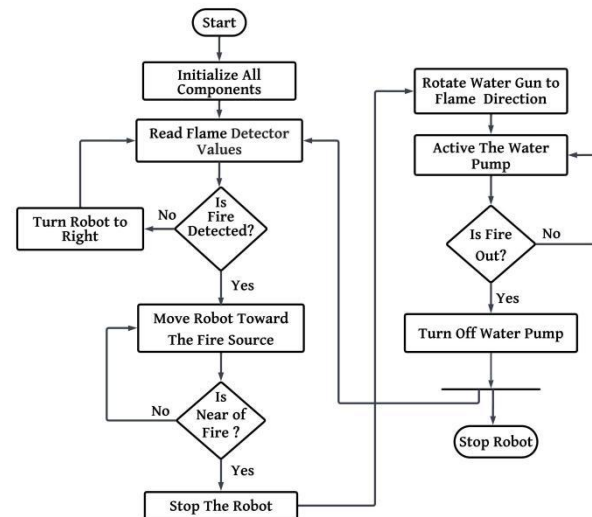 Start
Initialize All
Components
Read Flame Detector
Values
Is
Fire
Detected?
No
Turn Robot to
Right
Yes
Move Robot Toward
The Fire Source
Is
Near of
Fire ?
No
Yes
Stop The Robot
Rotate Water Gun to
Flame Direction
Active The Water
Pump
Is Fire
Out?
No
Yes
Turn Off Water Pump
Stop Robot